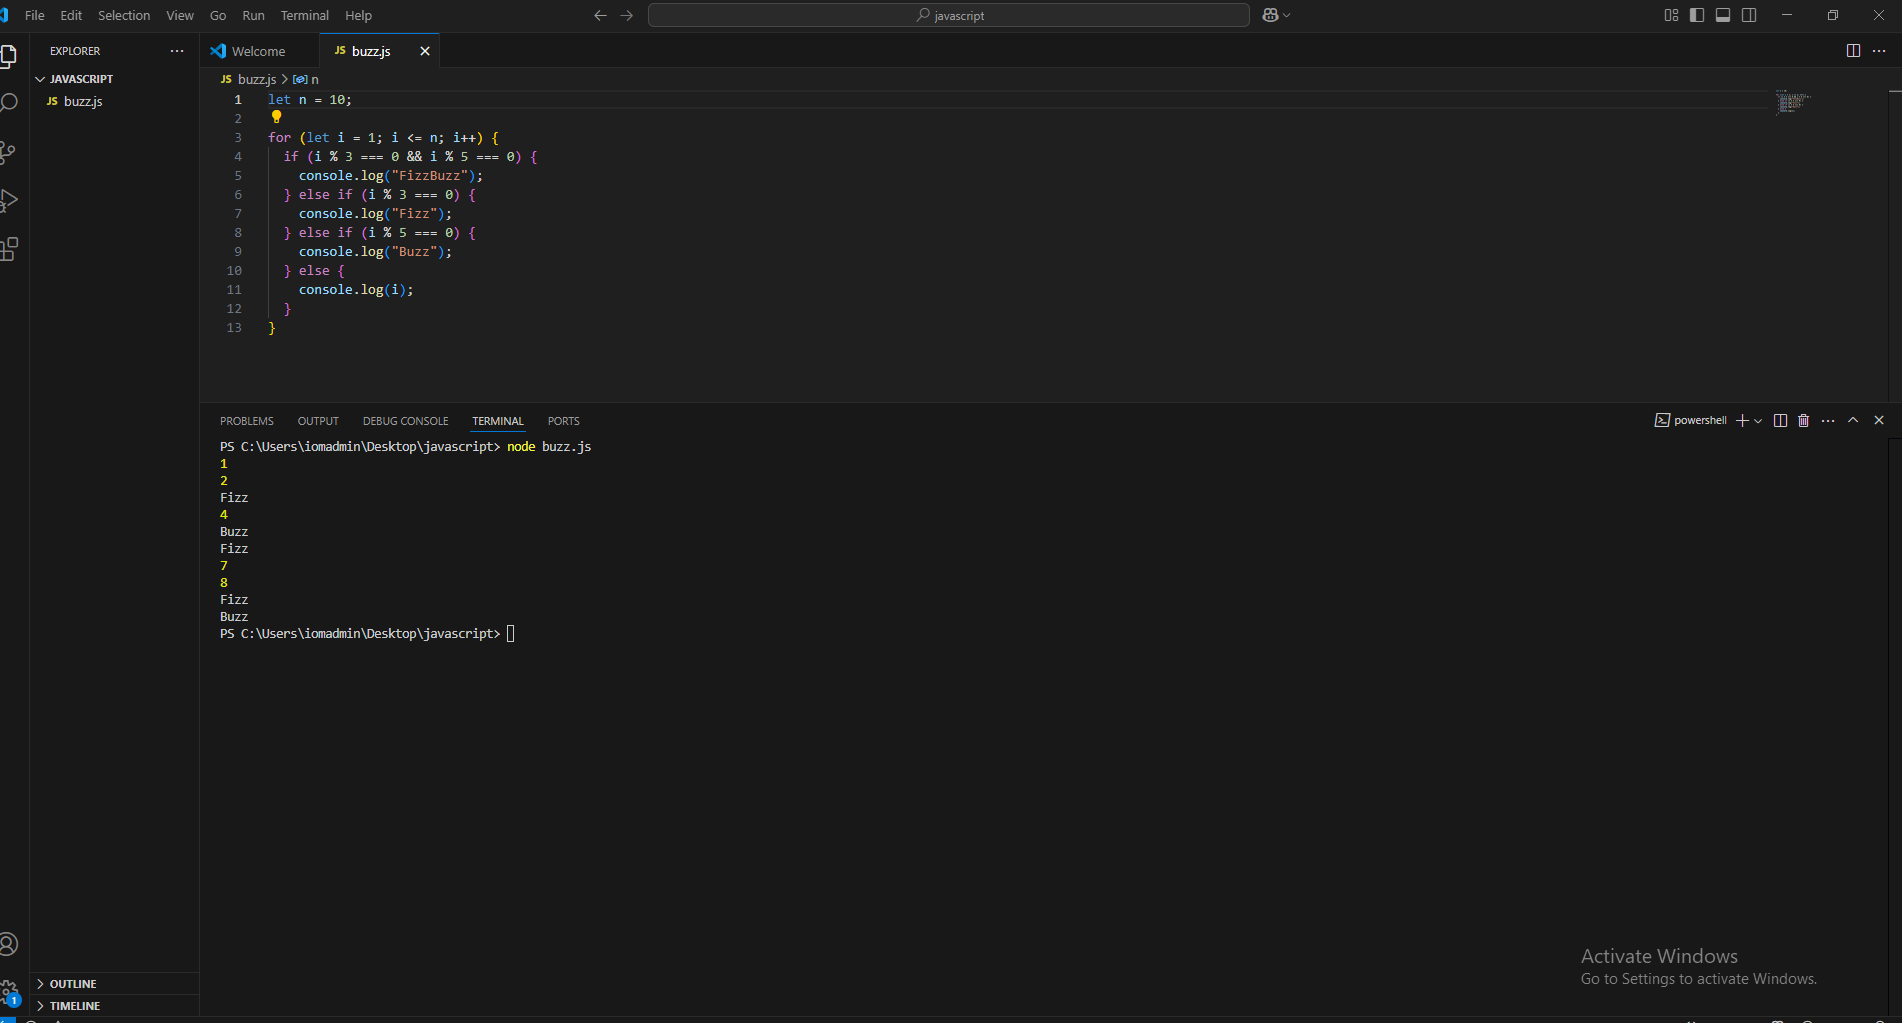 File Edit Selection View Go Run Terminal Help
javascript
EXPLORER
JAVASCRIPT
JS buzz.js
Welcome
JS buzz.js
JS buzz.js > n
1 let n = 10;
2
3 for (let i = 1; i <= n; i++) {
4 if (i % 3 === 0 && i % 5 === 0) {
5 console.log("FizzBuzz");
6 } else if (i % 3 === 0) {
7 console.log("Fizz");
8 } else if (i % 5 === 0) {
9 console.log("Buzz");
10 } else {
11 console.log(i);
12 }
13 }
PROBLEMS OUTPUT DEBUG CONSOLE TERMINAL PORTS
powershell
PS C:\Users\iomadmin\Desktop\javascript> node buzz.js
1
2
Fizz
4
Buzz
Fizz
7
8
Fizz
Buzz
PS C:\Users\iomadmin\Desktop\javascript>
Activate Windows
Go to Settings to activate Windows.
OUTLINE
1
TIMELINE